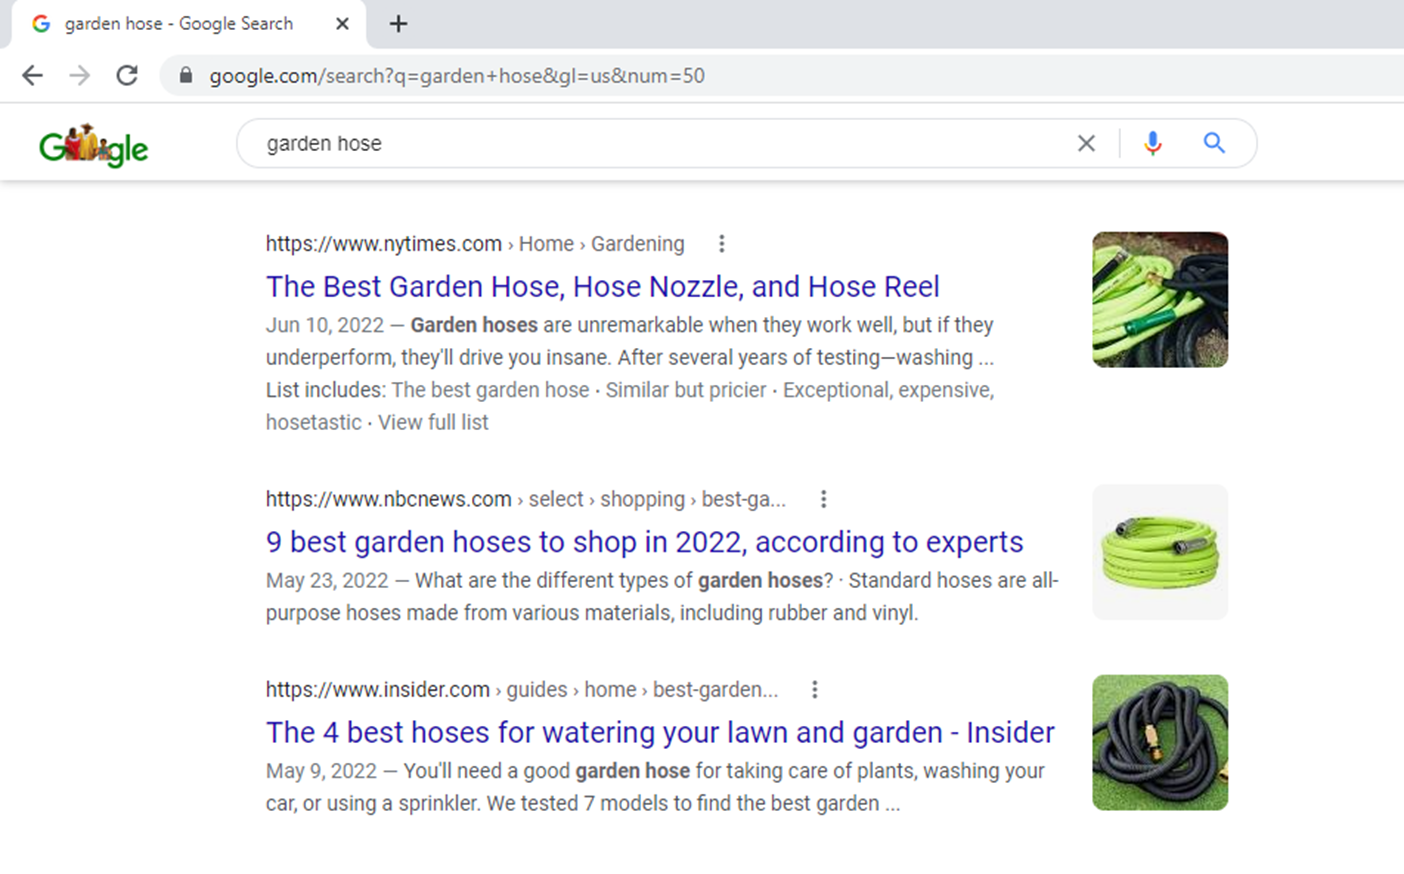 garden hose - Google Search
google.com/search?q=garden+hose&gl=us&num=50
Google
garden hose
https://www.nytimes.com › Home › Gardening
The Best Garden Hose, Hose Nozzle, and Hose Reel
Jun 10, 2022 — Garden hoses are unremarkable when they work well, but if they
underperform, they'll drive you insane. After several years of testing—washing ...
List includes: The best garden hose · Similar but pricier · Exceptional, expensive,
hosetastic · View full list
https://www.nbcnews.com › select › shopping › best-ga...
9 best garden hoses to shop in 2022, according to experts
May 23, 2022 — What are the different types of garden hoses? · Standard hoses are all-
purpose hoses made from various materials, including rubber and vinyl.
https://www.insider.com › guides › home › best-garden...
The 4 best hoses for watering your lawn and garden - Insider
May 9, 2022 — You'll need a good garden hose for taking care of plants, washing your
car, or using a sprinkler. We tested 7 models to find the best garden ...